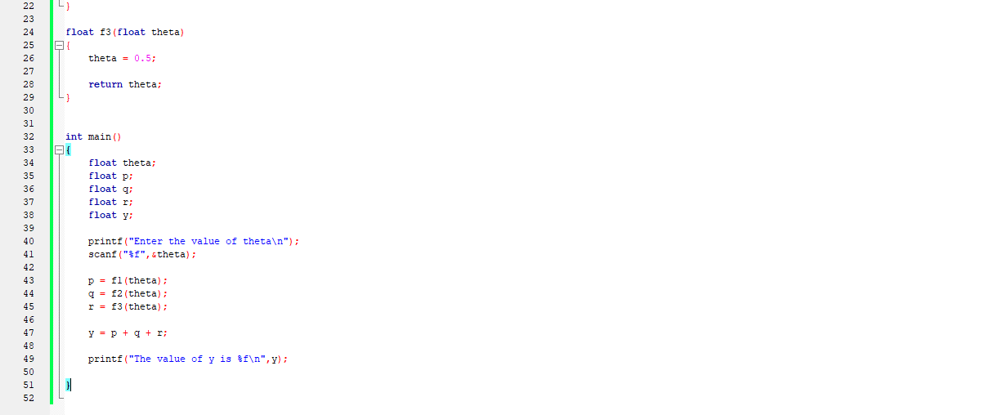 22 }
23
24 float f3(float theta)
25 {
26 theta = 0.5;
27
28 return theta;
29 }
30
31
32 int main()
33 {
34 float theta;
35 float p;
36 float q;
37 float r;
38 float y;
39
40 printf("Enter the value of theta\n");
41 scanf("%f",&theta);
42
43 p = f1(theta);
44 q = f2(theta);
45 r = f3(theta);
46
47 y = p + q + r;
48
49 printf("The value of y is %f\n",y);
50
51 }
52